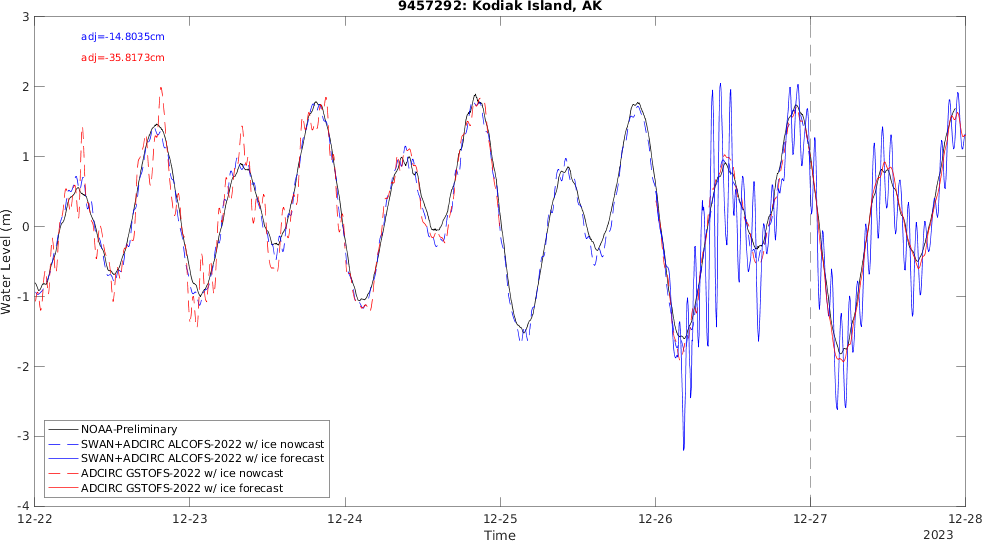 9457292: Kodiak Island, AK
adj=-14.8035cm
adj=-35.8173cm
Water Level (m)
3
2
1
0
-1
-2
-3
-4
NOAA-Preliminary
SWAN+ADCIRC ALCOFS-2022 w/ ice nowcast
SWAN+ADCIRC ALCOFS-2022 w/ ice forecast
ADCIRC GSTOFS-2022 w/ ice nowcast
ADCIRC GSTOFS-2022 w/ ice forecast
12-22 12-23 12-24 12-25 12-26 12-27 12-28
Time
2023